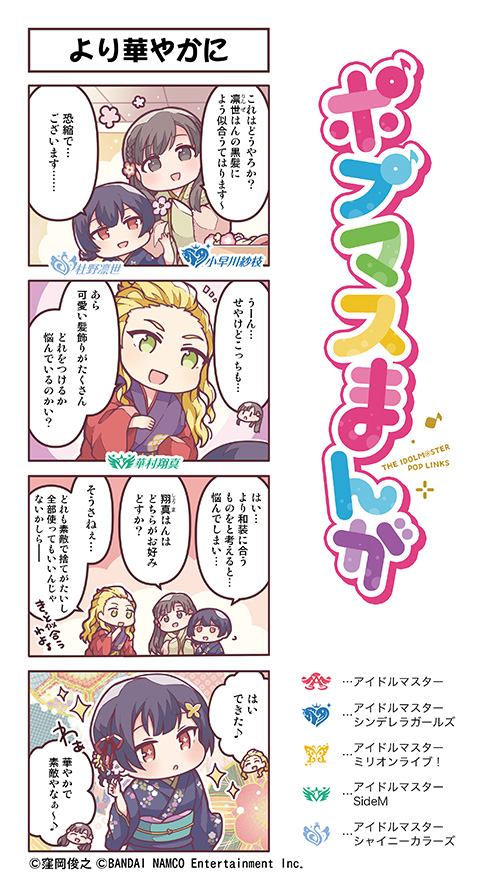 より華やかに
これはどうやろか？
凛世はんの黒髪に
よう似合うてはります〜
恐縮で…
ございます……
小早川紗枝
杜野凛世
うーん…
せやけどこっちも…
あら
可愛い髪飾りがたくさん
どれをつけるか
悩んでいるのかい？
華村翔真
はい…
より和装に合う
ものをと考えると…
悩んでしまい…
翔真はんは
どちらがお好み
どすか？
そうさねぇ…
どれも素敵で捨てがたいし
全部使ってもいいんじゃ
ないかしら──
きっと似合う
わよ
はい
できた♪
わぁ
華やかで
素敵やなぁ〜♪
ポプマスまんが
THE IDOLM@STER
POP LINKS
…アイドルマスター
…アイドルマスター
シンデレラガールズ
…アイドルマスター
ミリオンライブ！
…アイドルマスター
SideM
…アイドルマスター
シャイニーカラーズ
©窪岡俊之 ©BANDAI NAMCO Entertainment Inc.